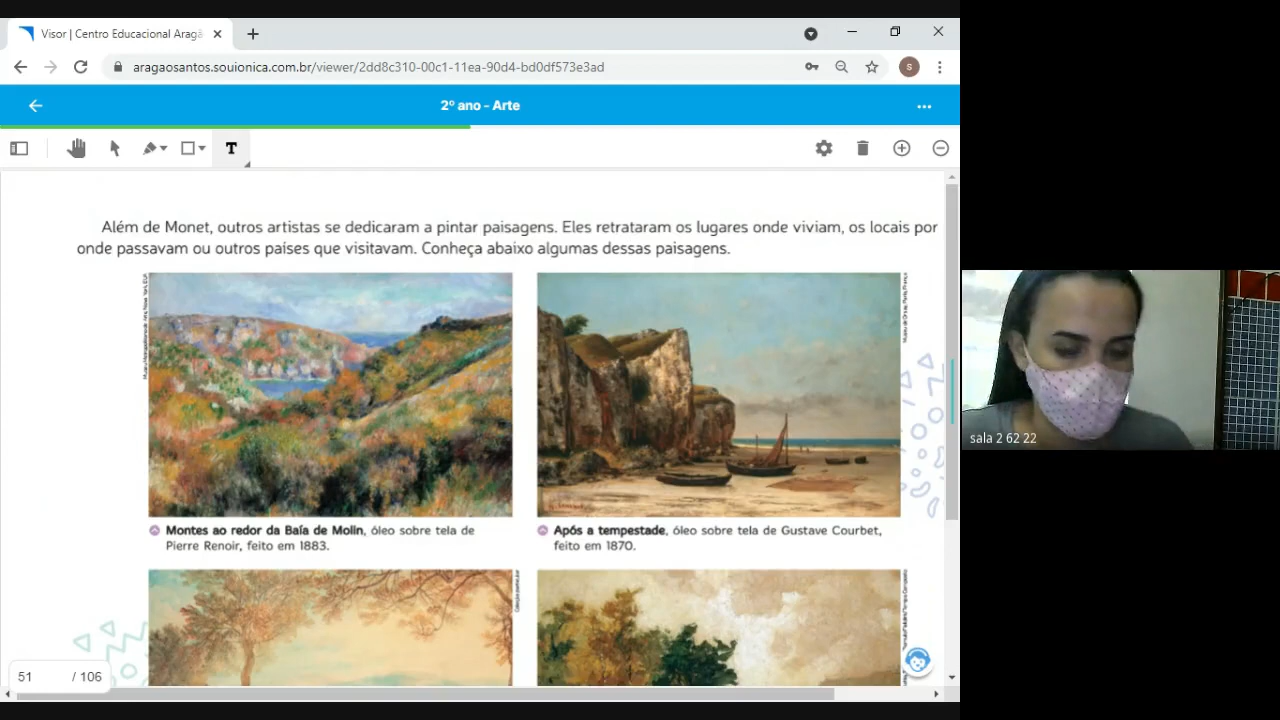 Visor | Centro Educacional Aragã
aragaosantos.souionica.com.br/viewer/2dd8c310-00c1-11ea-90d4-bd0df573e3ad
S
2º ano - Arte
T
Além de Monet, outros artistas se dedicaram a pintar paisagens. Eles retrataram os lugares onde viviam, os locais por
onde passavam ou outros países que visitavam. Conheça abaixo algumas dessas paisagens.
Montes ao redor da Baía de Molin, óleo sobre tela de
Pierre Renoir, feito em 1883.
Após a tempestade, óleo sobre tela de Gustave Courbet,
feito em 1870.
51 / 106
sala 2 62 22